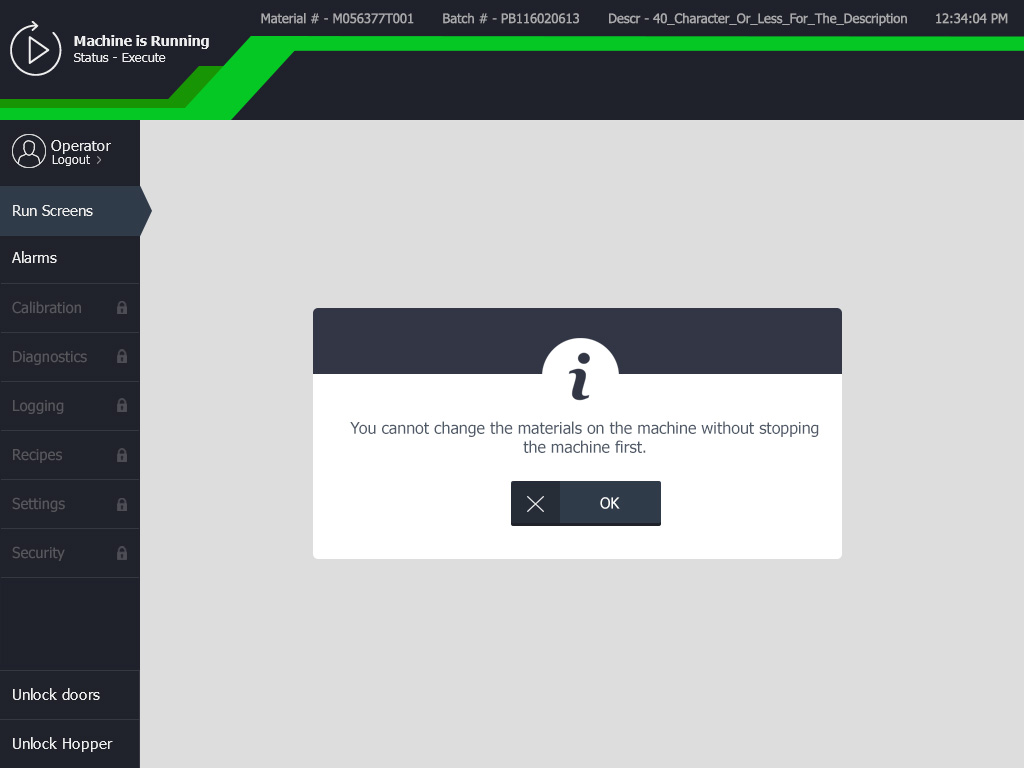 Material # - M056377T001
Batch # - PB116020613
Descr - 40_Character_Or_Less_For_The_Description
12:34:04 PM
Machine is Running
Status - Execute
Operator
Logout >
Run Screens
Alarms
Calibration
Diagnostics
Logging
Recipes
Settings
Security
Unlock doors
Unlock Hopper
i
You cannot change the materials on the machine without stopping
the machine first.
OK